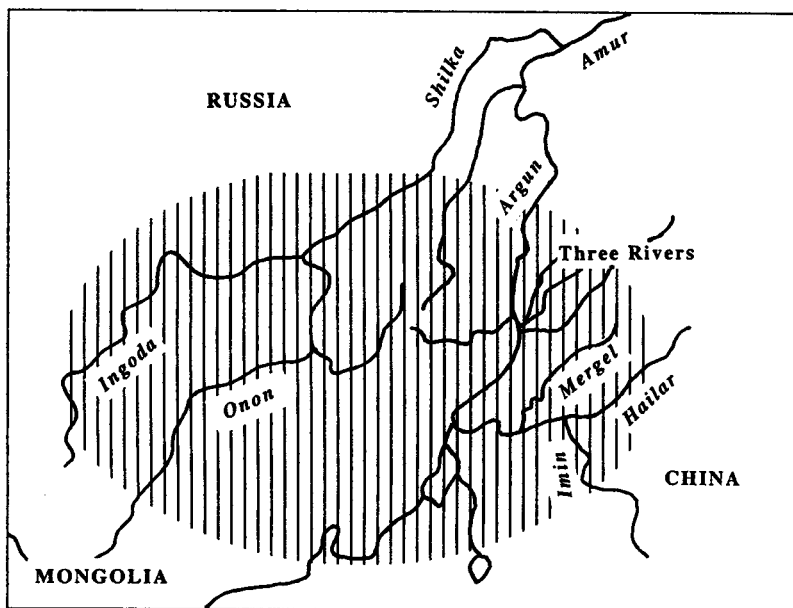 RUSSIA
Shilka
Amur
Argun
Three Rivers
Ingoda
Onon
Mergel
Hailar
Imin
CHINA
MONGOLIA